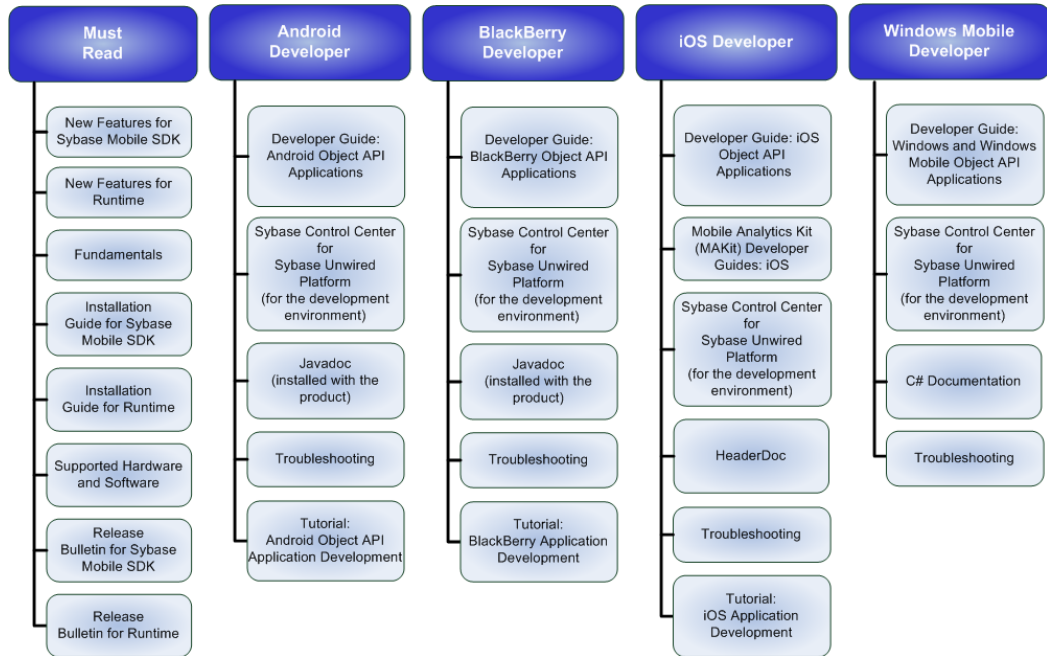 Must
Read
New Features for
Sybase Mobile SDK
New Features for
Runtime
Fundamentals
Installation
Guide for Sybase
Mobile SDK
Installation
Guide for Runtime
Supported Hardware
and Software
Release
Bulletin for Sybase
Mobile SDK
Release
Bulletin for Runtime
Android
Developer
Developer Guide:
Android Object API
Applications
Sybase Control Center
for
Sybase Unwired
Platform
(for the development
environment)
Javadoc
(installed with the
product)
Troubleshooting
Tutorial:
Android Object API
Application Development
BlackBerry
Developer
Developer Guide:
BlackBerry Object API
Applications
Sybase Control Center
for
Sybase Unwired
Platform
(for the development
environment)
Javadoc
(installed with the
product)
Troubleshooting
Tutorial:
BlackBerry Application
Development
iOS Developer
Developer Guide: iOS
Object API
Applications
Mobile Analytics Kit
(MAKit) Developer
Guides: iOS
Sybase Control Center
for
Sybase Unwired
Platform
(for the development
environment)
HeaderDoc
Troubleshooting
Tutorial:
iOS Application
Development
Windows Mobile
Developer
Developer Guide:
Windows and Windows
Mobile Object API
Applications
Sybase Control Center
for
Sybase Unwired
Platform
(for the development
environment)
C# Documentation
Troubleshooting